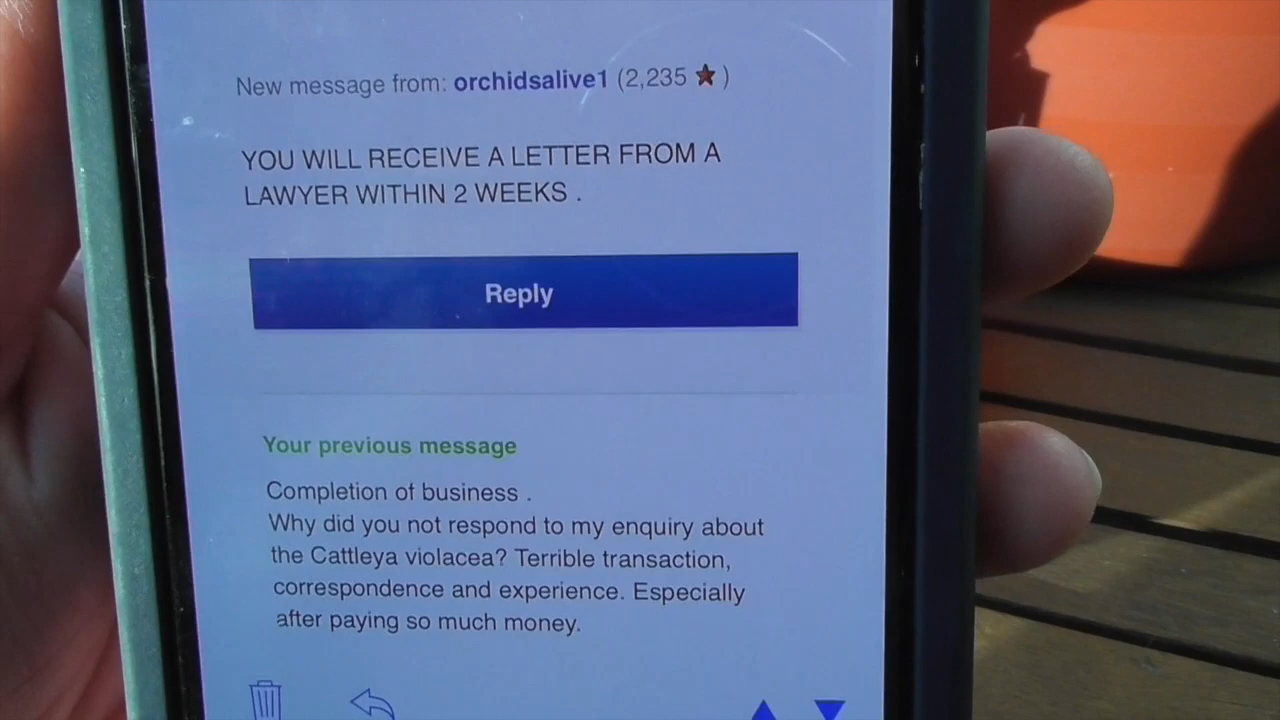 New message from: orchidsalive1 (2,235 ★ )
YOU WILL RECEIVE A LETTER FROM A
LAWYER WITHIN 2 WEEKS .
Reply
Your previous message
Completion of business .
Why did you not respond to my enquiry about
the Cattleya violacea? Terrible transaction,
correspondence and experience. Especially
after paying so much money.